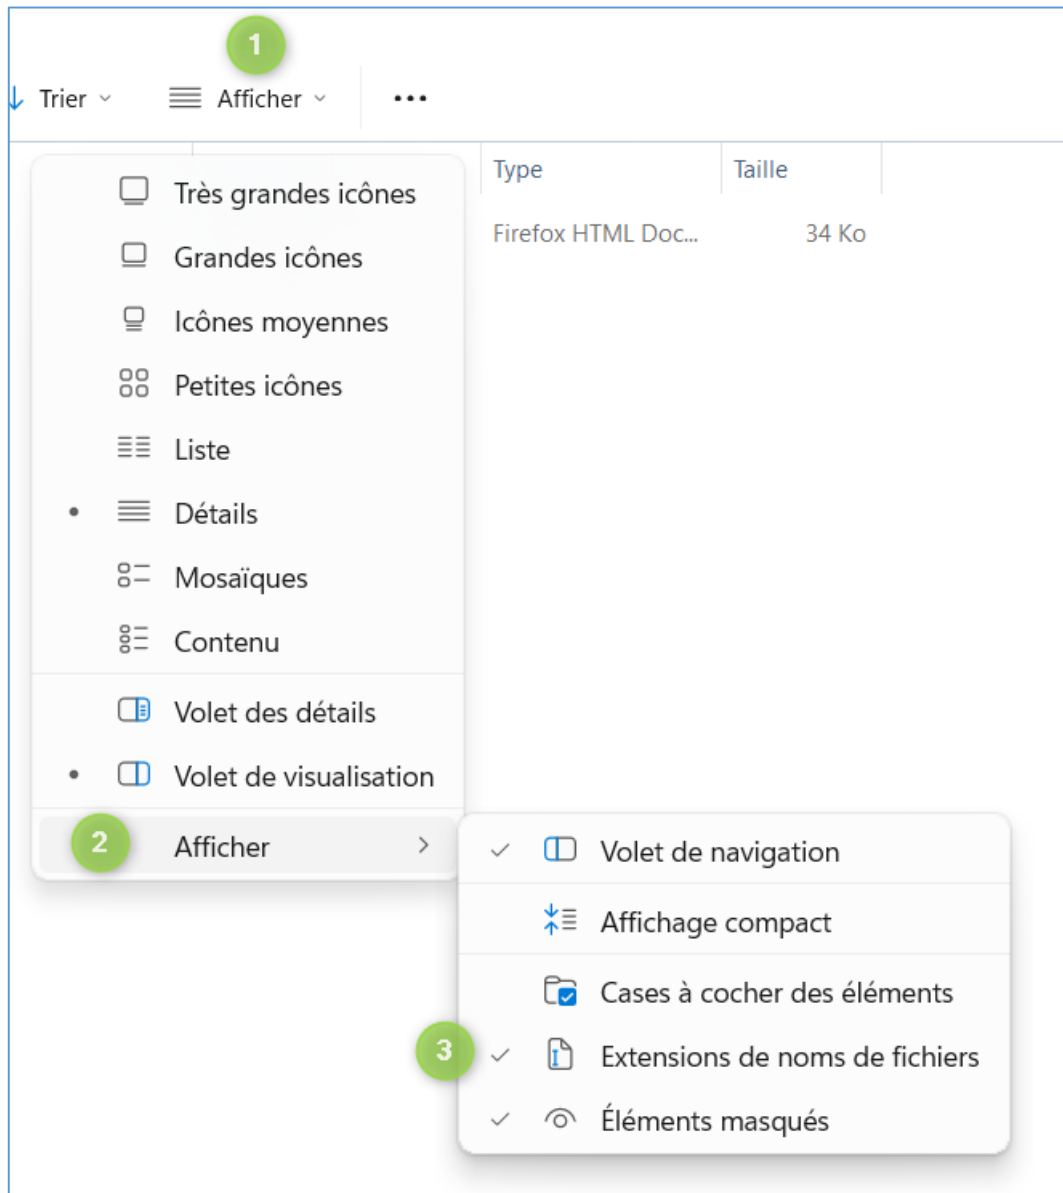 1
Trier Afficher
Type Taille
Très grandes icônes
Firefox HTML Doc... 34 Ko
Grandes icônes
Icônes moyennes
Petites icônes
Liste
Détails
Mosaïques
Contenu
Volet des détails
Volet de visualisation
2 Afficher
Volet de navigation
Affichage compact
Cases à cocher des éléments
3 Extensions de noms de fichiers
Éléments masqués